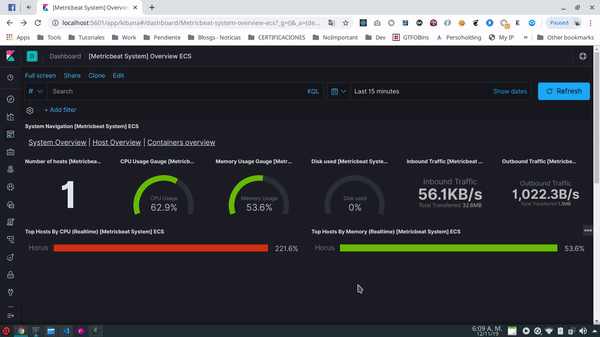 [Metricbeat System] Overview
Paused
localhost:5601/app/kibana#/dashboard/Metricbeat-system-overview-ecs?_g=()&_a=(de...
Apps Tools Tutoriales Work Pendiente Blosgs - Noticias CERTIFICACIONES NoImportante Dev GTFOBins Persoholding My IP » Other bookmarks
Dashboard [Metricbeat System] Overview ECS
Full screen Share Clone Edit
# Search KQL Last 15 minutes Show dates Refresh
+ Add filter
System Navigation [Metricbeat System] ECS
System Overview | Host Overview | Containers overview
Number of hosts [Metricbea... CPU Usage Gauge [Metricb... Memory Usage Gauge [Metr... Disk used [Metricbeat Syste... Inbound Traffic [Metricbeat ... Outbound Traffic [Metricbe...
1
CPU Usage
62.9%
Memory Usage
53.6%
Disk used
0%
Inbound Traffic
56.1KB/s
Total Transferred 32.6MB
Outbound Traffic
1,022.3B/s
Total Transferred 1.3MB
Top Hosts By CPU (Realtime) [Metricbeat System] ECS
Horus 221.6%
Top Hosts By Memory (Realtime) [Metricbeat System] ECS
Horus 53.6%
6:09 A. M.
12/11/19